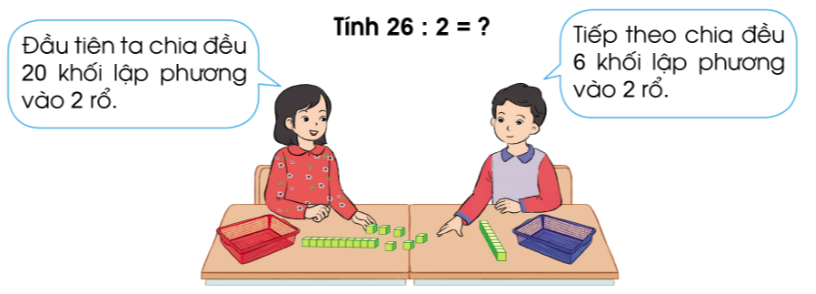 Tính 26 : 2 = ?
Đầu tiên ta chia đều
20 khối lập phương
vào 2 rổ.
Tiếp theo chia đều
6 khối lập phương
vào 2 rổ.